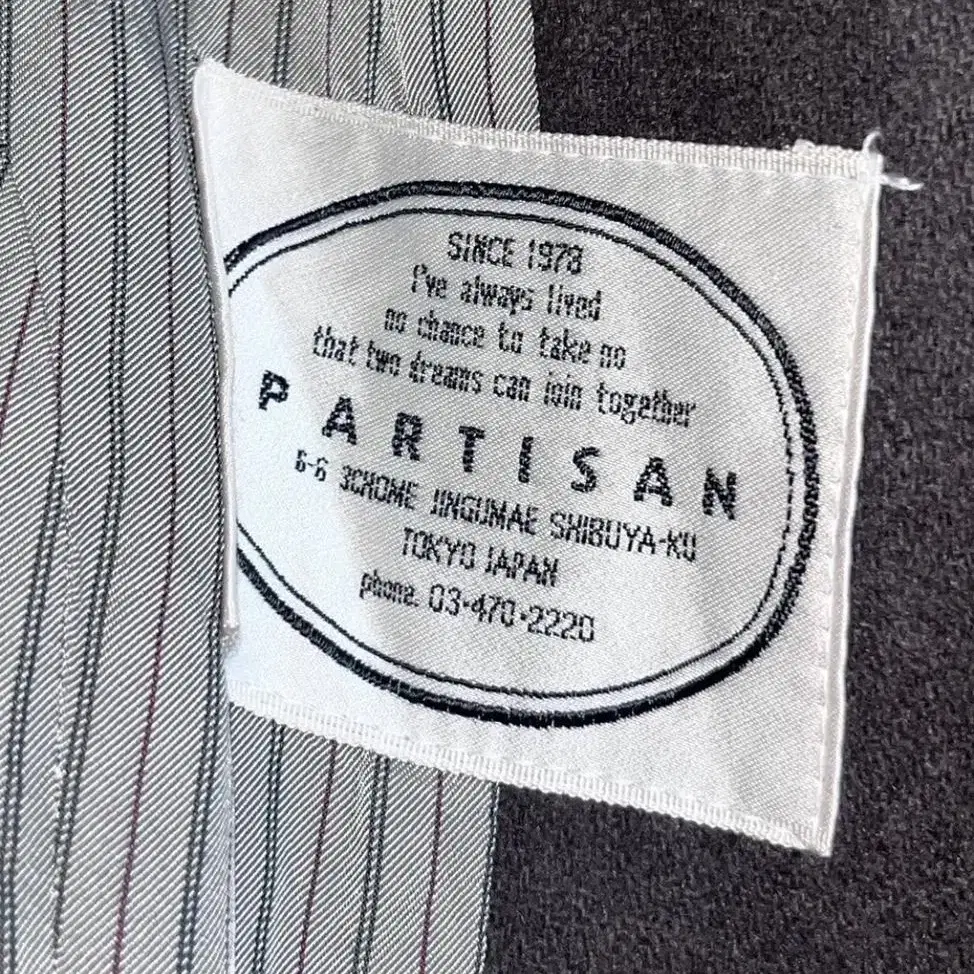 SINCE 1978
I've always lived
no chance to take no
that two dreams can join together
PARTISAN
6-6 3CHOME JINGUMAE SHIBUYA-KU
TOKYO JAPAN
phone. 03-470-2220